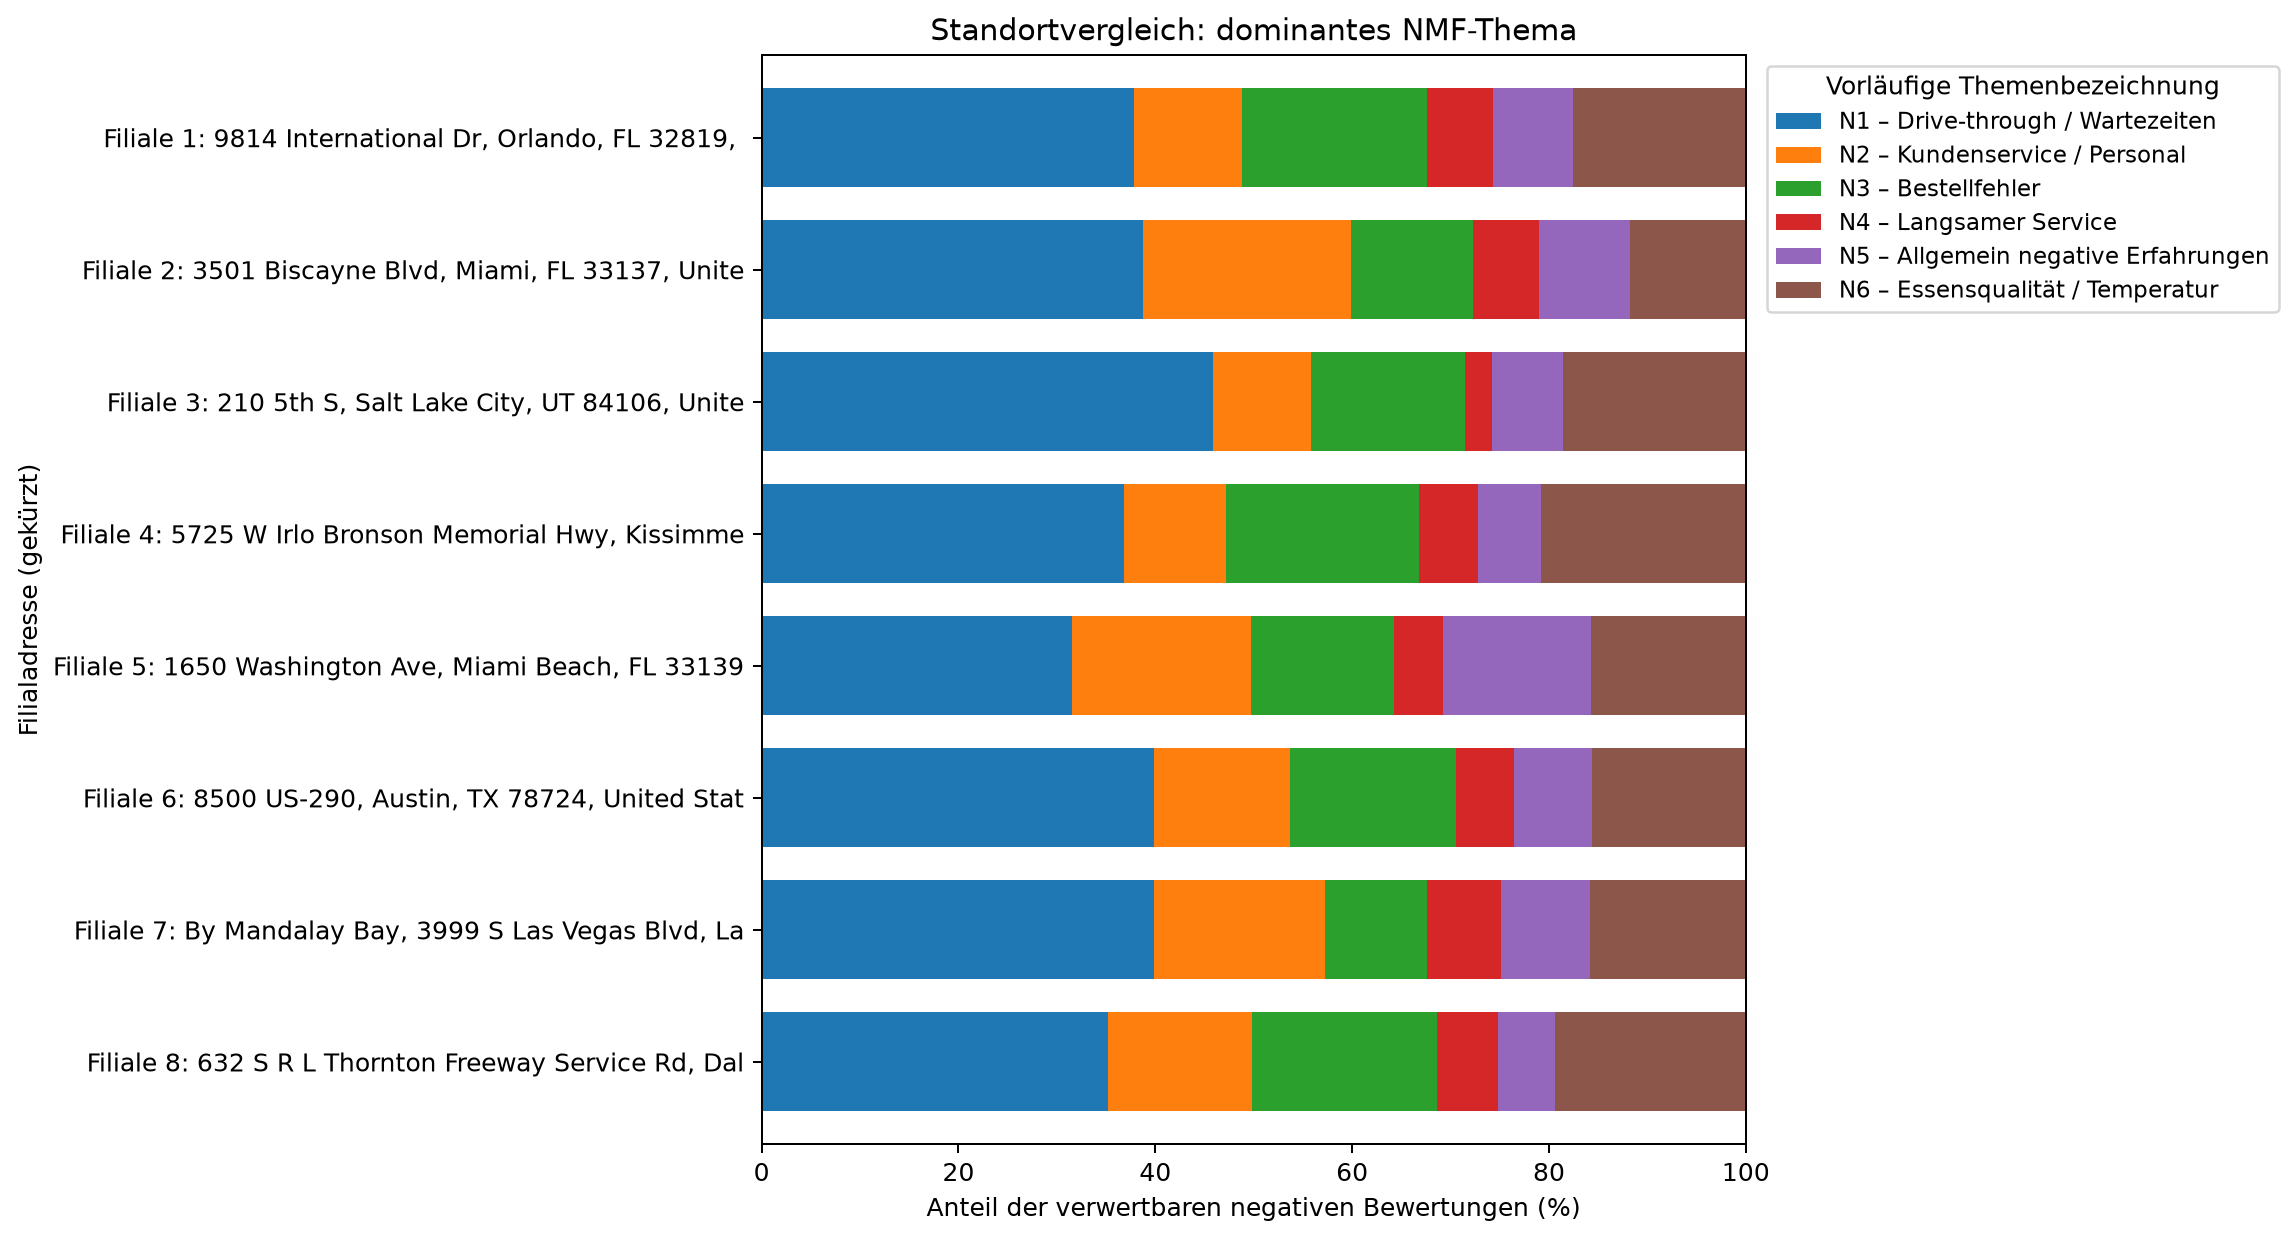 Standortvergleich: dominantes NMF-Thema
Filialadresse (gekürzt)
Filiale 1: 9814 International Dr, Orlando, FL 32819,
Filiale 2: 3501 Biscayne Blvd, Miami, FL 33137, Unite
Filiale 3: 210 5th S, Salt Lake City, UT 84106, Unite
Filiale 4: 5725 W Irlo Bronson Memorial Hwy, Kissimme
Filiale 5: 1650 Washington Ave, Miami Beach, FL 33139
Filiale 6: 8500 US-290, Austin, TX 78724, United Stat
Filiale 7: By Mandalay Bay, 3999 S Las Vegas Blvd, La
Filiale 8: 632 S R L Thornton Freeway Service Rd, Dal
0 20 40 60 80 100
Anteil der verwertbaren negativen Bewertungen (%)
Vorläufige Themenbezeichnung
N1 – Drive-through / Wartezeiten
N2 – Kundenservice / Personal
N3 – Bestellfehler
N4 – Langsamer Service
N5 – Allgemein negative Erfahrungen
N6 – Essensqualität / Temperatur